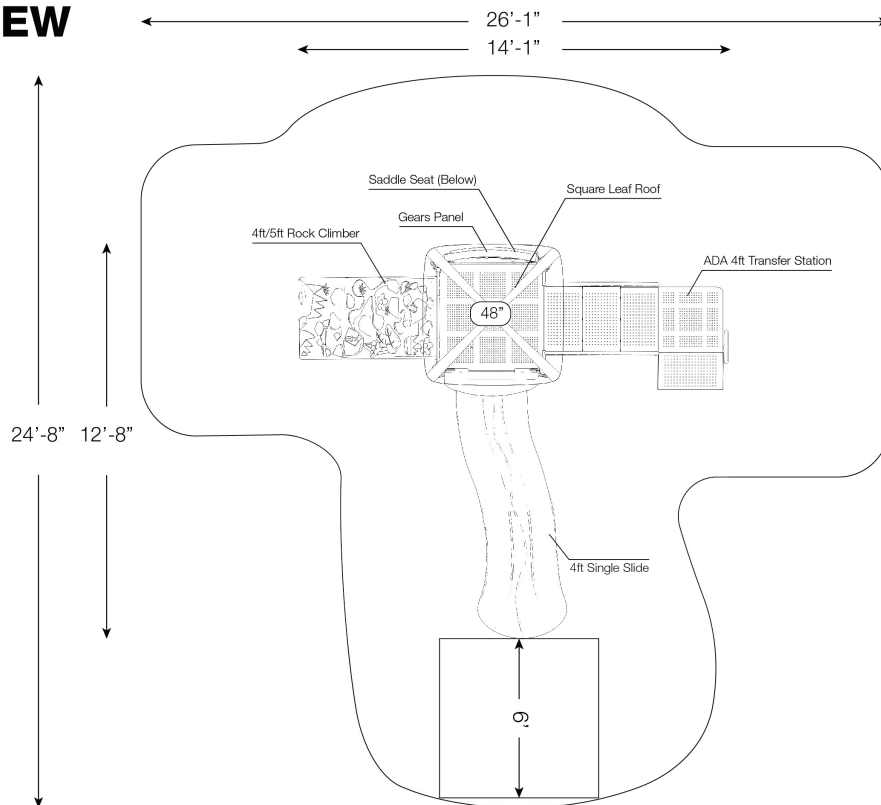 EW
26’-1”
14’-1”
Saddle Seat (Below)
Square Leaf Roof
Gears Panel
4ft/5ft Rock Climber
ADA 4ft Transfer Station
48”
24’-8”
12’-8”
4ft Single Slide
6’